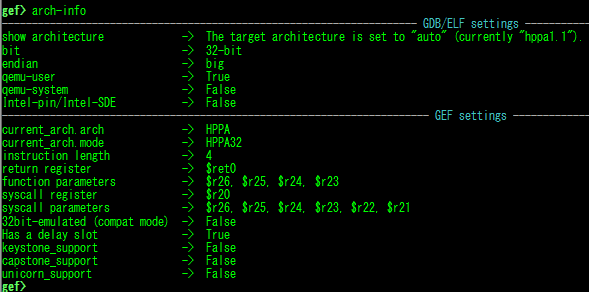 gef> arch-info
GDB/ELF settings
show architecture -> The target architecture is set to "auto" (currently "hppa1.1").
bit -> 32-bit
endian -> big
qemu-user -> True
qemu-system -> False
Intel-pin/Intel-SDE -> False
GEF settings
current_arch.arch -> HPPA
current_arch.mode -> HPPA32
instruction length -> 4
return register -> $ret0
function parameters -> $r26, $r25, $r24, $r23
syscall register -> $r20
syscall parameters -> $r26, $r25, $r24, $r23, $r22, $r21
32bit-emulated (compat mode) -> False
Has a delay slot -> True
keystone_support -> False
capstone_support -> False
unicorn_support -> False
gef>